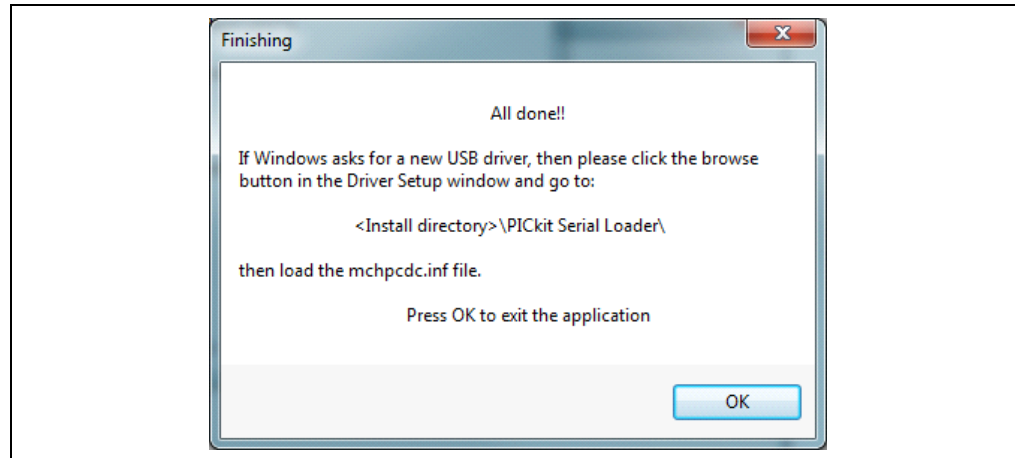 Finishing
All done!!
If Windows asks for a new USB driver, then please click the browse
button in the Driver Setup window and go to:
<Install directory>\PICkit Serial Loader\
then load the mchpcdc.inf file.
Press OK to exit the application
OK